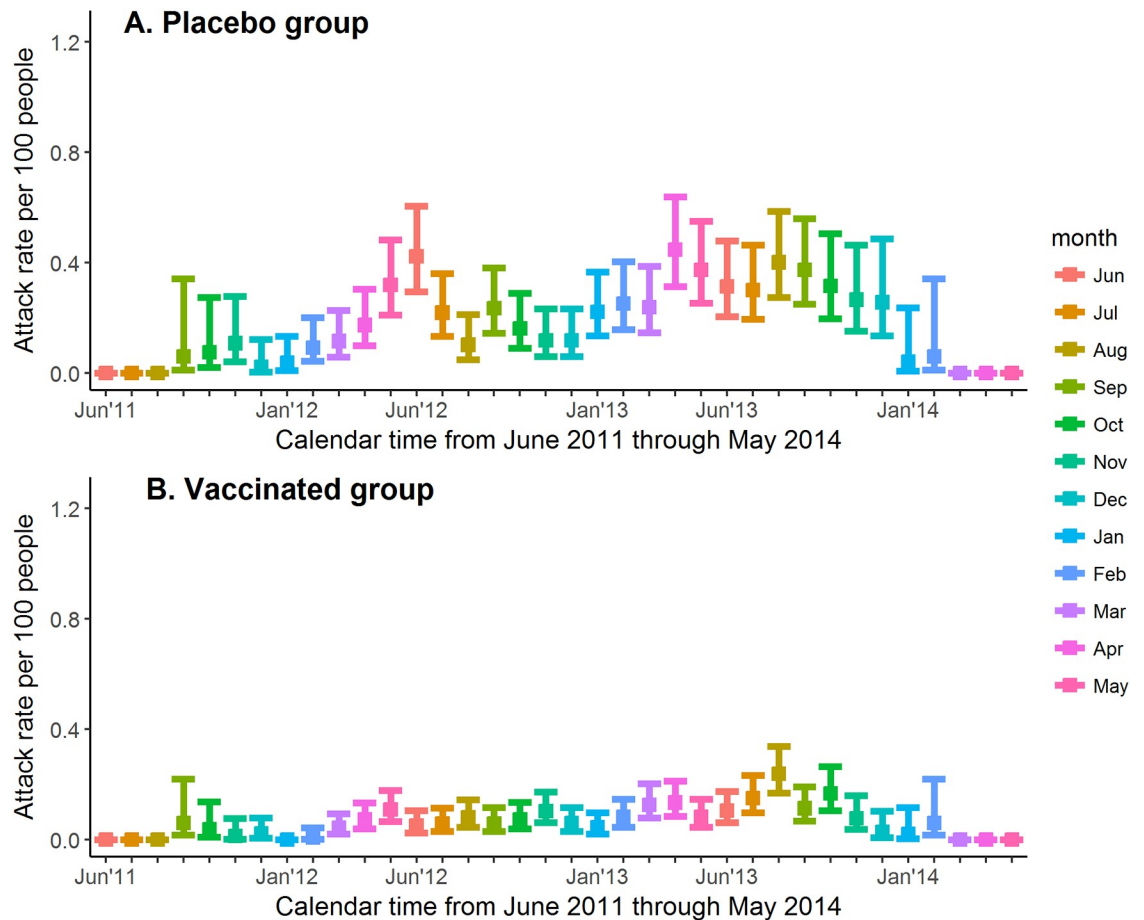 A. Placebo group
Attack rate per 100 people
1.2
0.8
0.4
0.0
Jun'11
Jan'12
Jun'12
Jan'13
Jun'13
Jan'14
Calendar time from June 2011 through May 2014
B. Vaccinated group
Attack rate per 100 people
1.2
0.8
0.4
0.0
Jun'11
Jan'12
Jun'12
Jan'13
Jun'13
Jan'14
Calendar time from June 2011 through May 2014
month
Jun
Jul
Aug
Sep
Oct
Nov
Dec
Jan
Feb
Mar
Apr
May